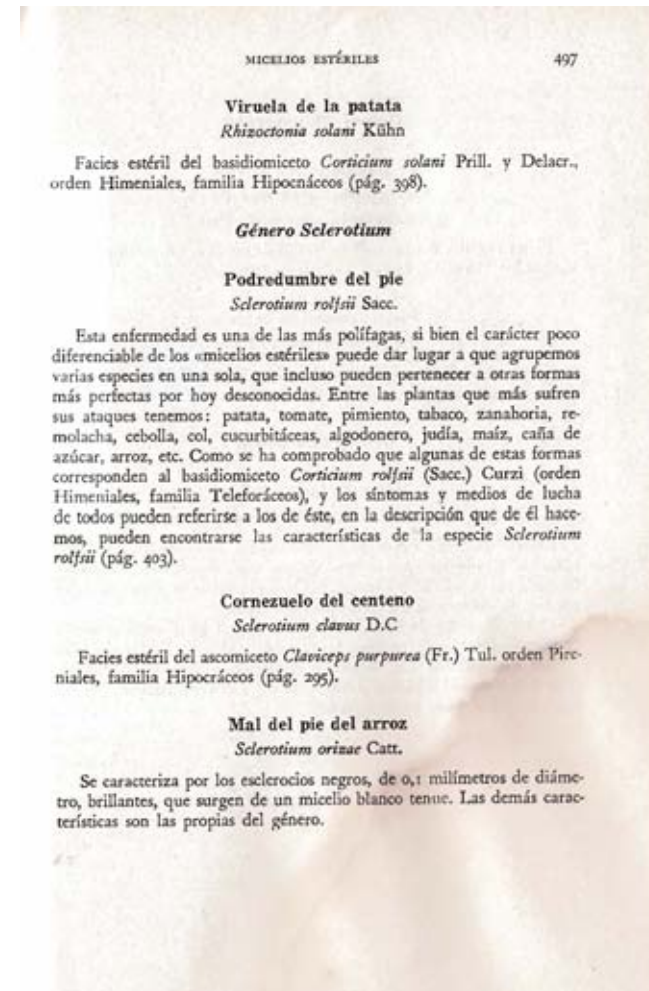 MICELIOS ESTÉRILES 497
Viruela de la patata
Rhizoctonia solani Kühn
Facies estéril del basidiomiceto Corticium solani Prill. y Delacr.,
orden Himeniales, familia Hipocnáceos (pág. 398).
Género Sclerotium
Podredumbre del pie
Sclerotium rolfsii Sacc.
Esta enfermedad es una de las más polífagas, si bien el carácter poco
diferenciable de los «micelios estériles» puede dar lugar a que agrupemos
varias especies en una sola, que incluso pueden pertenecer a otras formas
más perfectas por hoy desconocidas. Entre las plantas que más sufren
sus ataques tenemos: patata, tomate, pimiento, tabaco, zanahoria, re-
molacha, cebolla, col, cucurbitáceas, algodonero, judía, maíz, caña de
azúcar, arroz, etc. Como se ha comprobado que algunas de estas formas
corresponden al basidiomiceto Corticium rolfsii (Sacc.) Curzi (orden
Himeniales, familia Teleforáceos), y los síntomas y medios de lucha
de todos pueden referirse a los de éste, en la descripción que de él hace-
mos, pueden encontrarse las características de la especie Sclerotium
rolfsii (pág. 403).
Cornezuelo del centeno
Sclerotium clavus D.C
Facies estéril del ascomiceto Claviceps purpurea (Fr.) Tul. orden Pire-
niales, familia Hipocráceos (pág. 295).
Mal del pie del arroz
Sclerotium orizae Catt.
Se caracteriza por los esclerocios negros, de 0,1 milímetros de diáme-
tro, brillantes, que surgen de un micelio blanco tenue. Las demás carac-
terísticas son las propias del género.